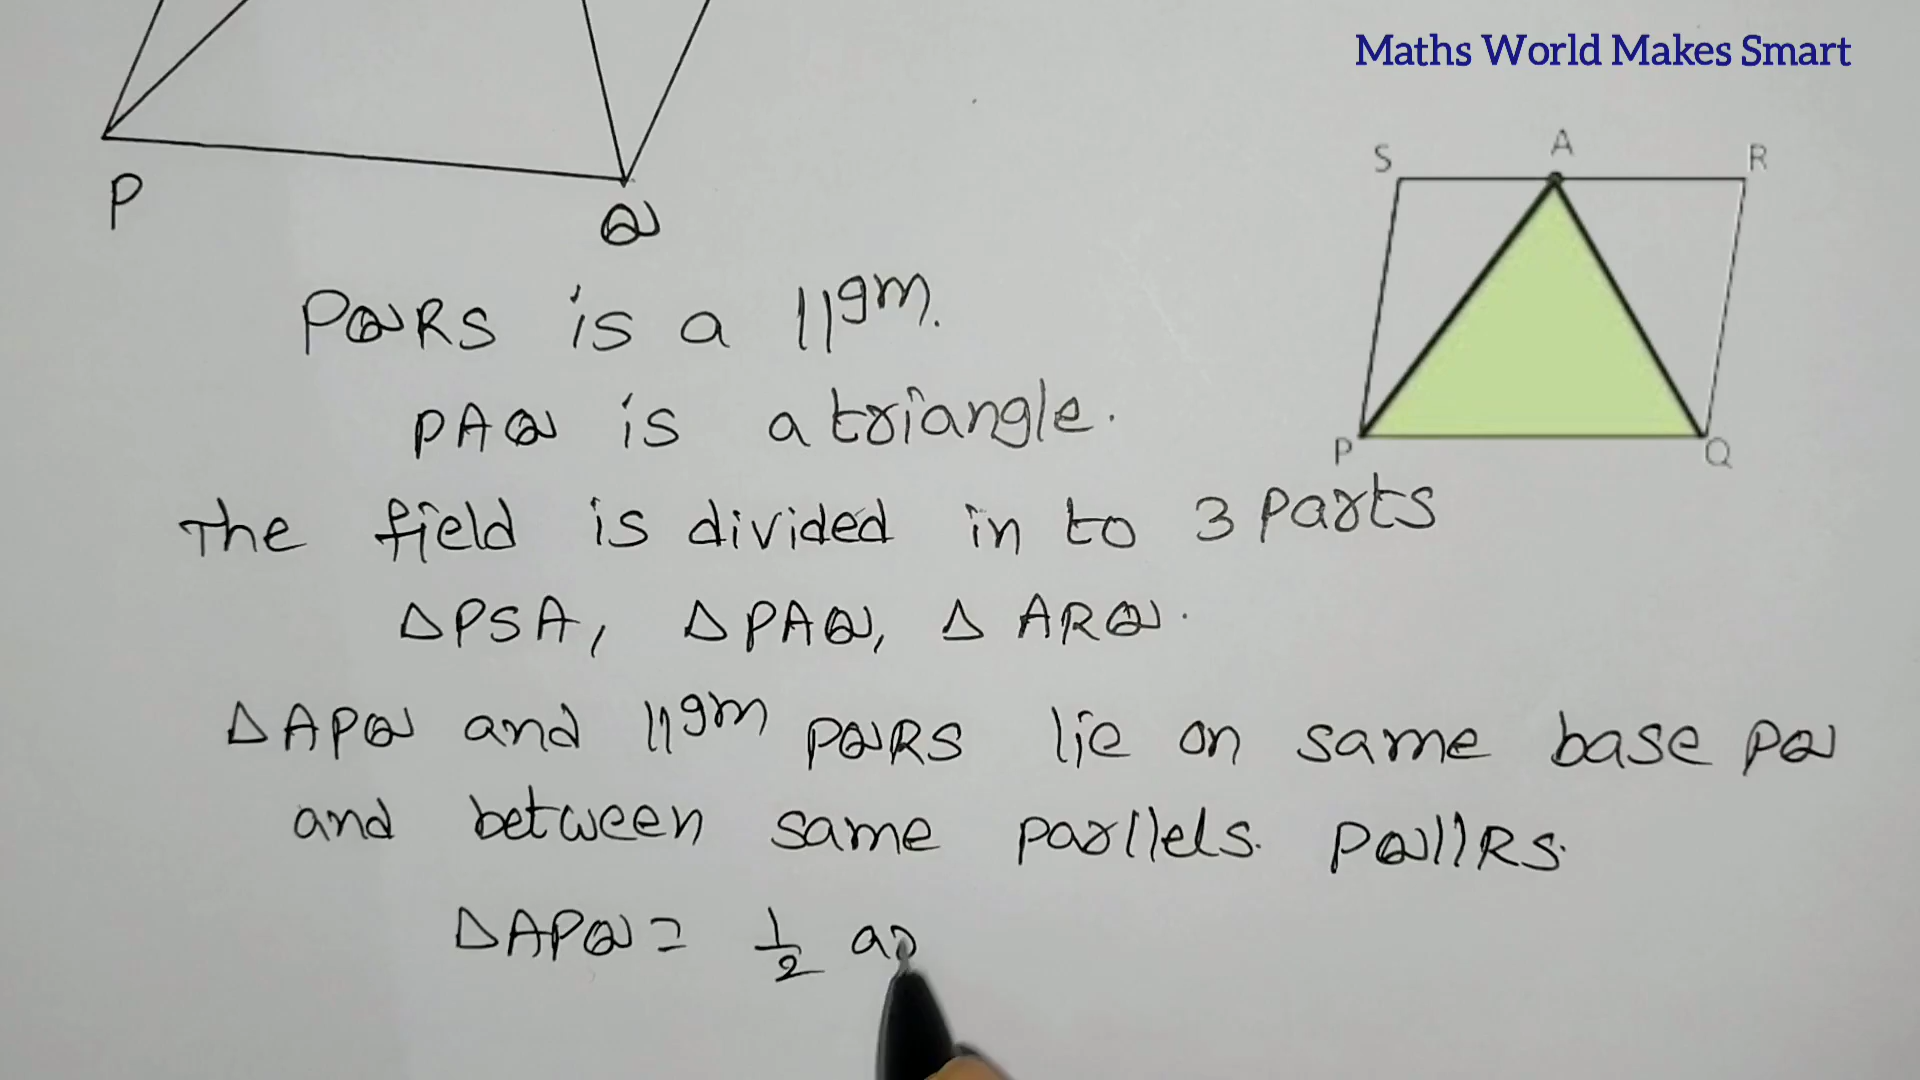 Maths World Makes Smart
S A R
P Q
P Q
PQRS is a ||gm.
PAQ is a triangle.
The field is divided in to 3 parts
ΔPSA, ΔPAQ, Δ ARQ.
ΔAPQ and ||gm PQRS lie on same base PQ
and between same parllels. PQ||RS.
ΔAPQ = 1/2 ar